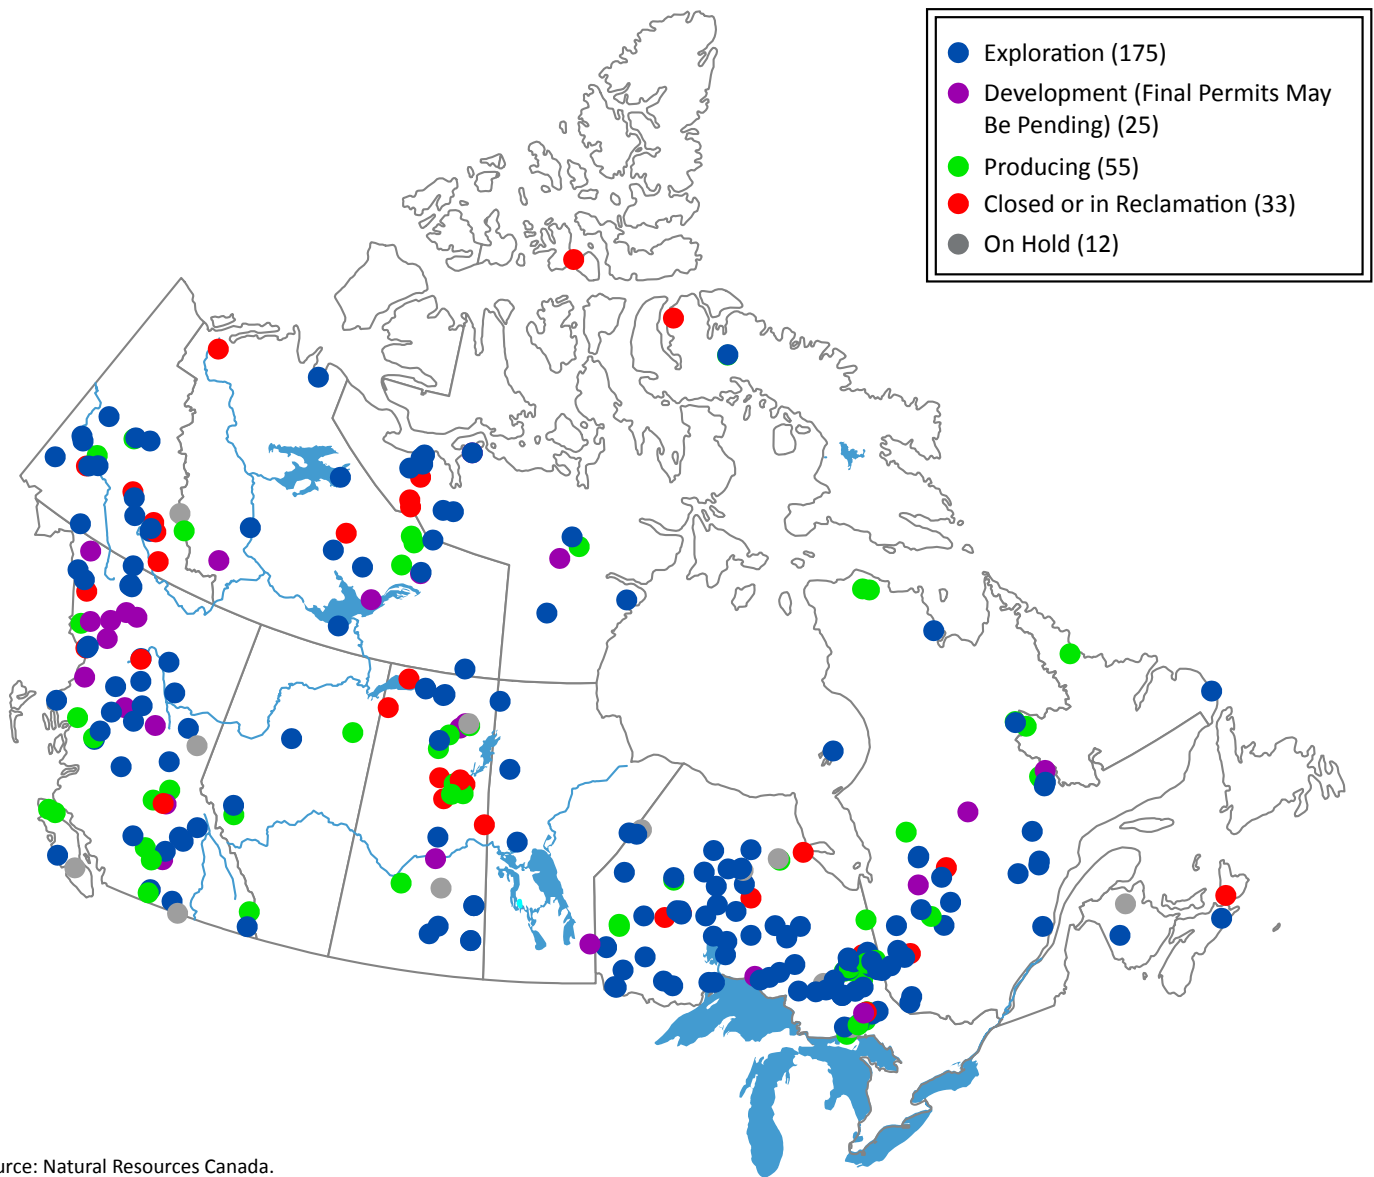 Exploration (175)
Development (Final Permits May
Be Pending) (25)
Producing (55)
Closed or in Reclamation (33)
On Hold (12)
urce: Natural Resources Canada.